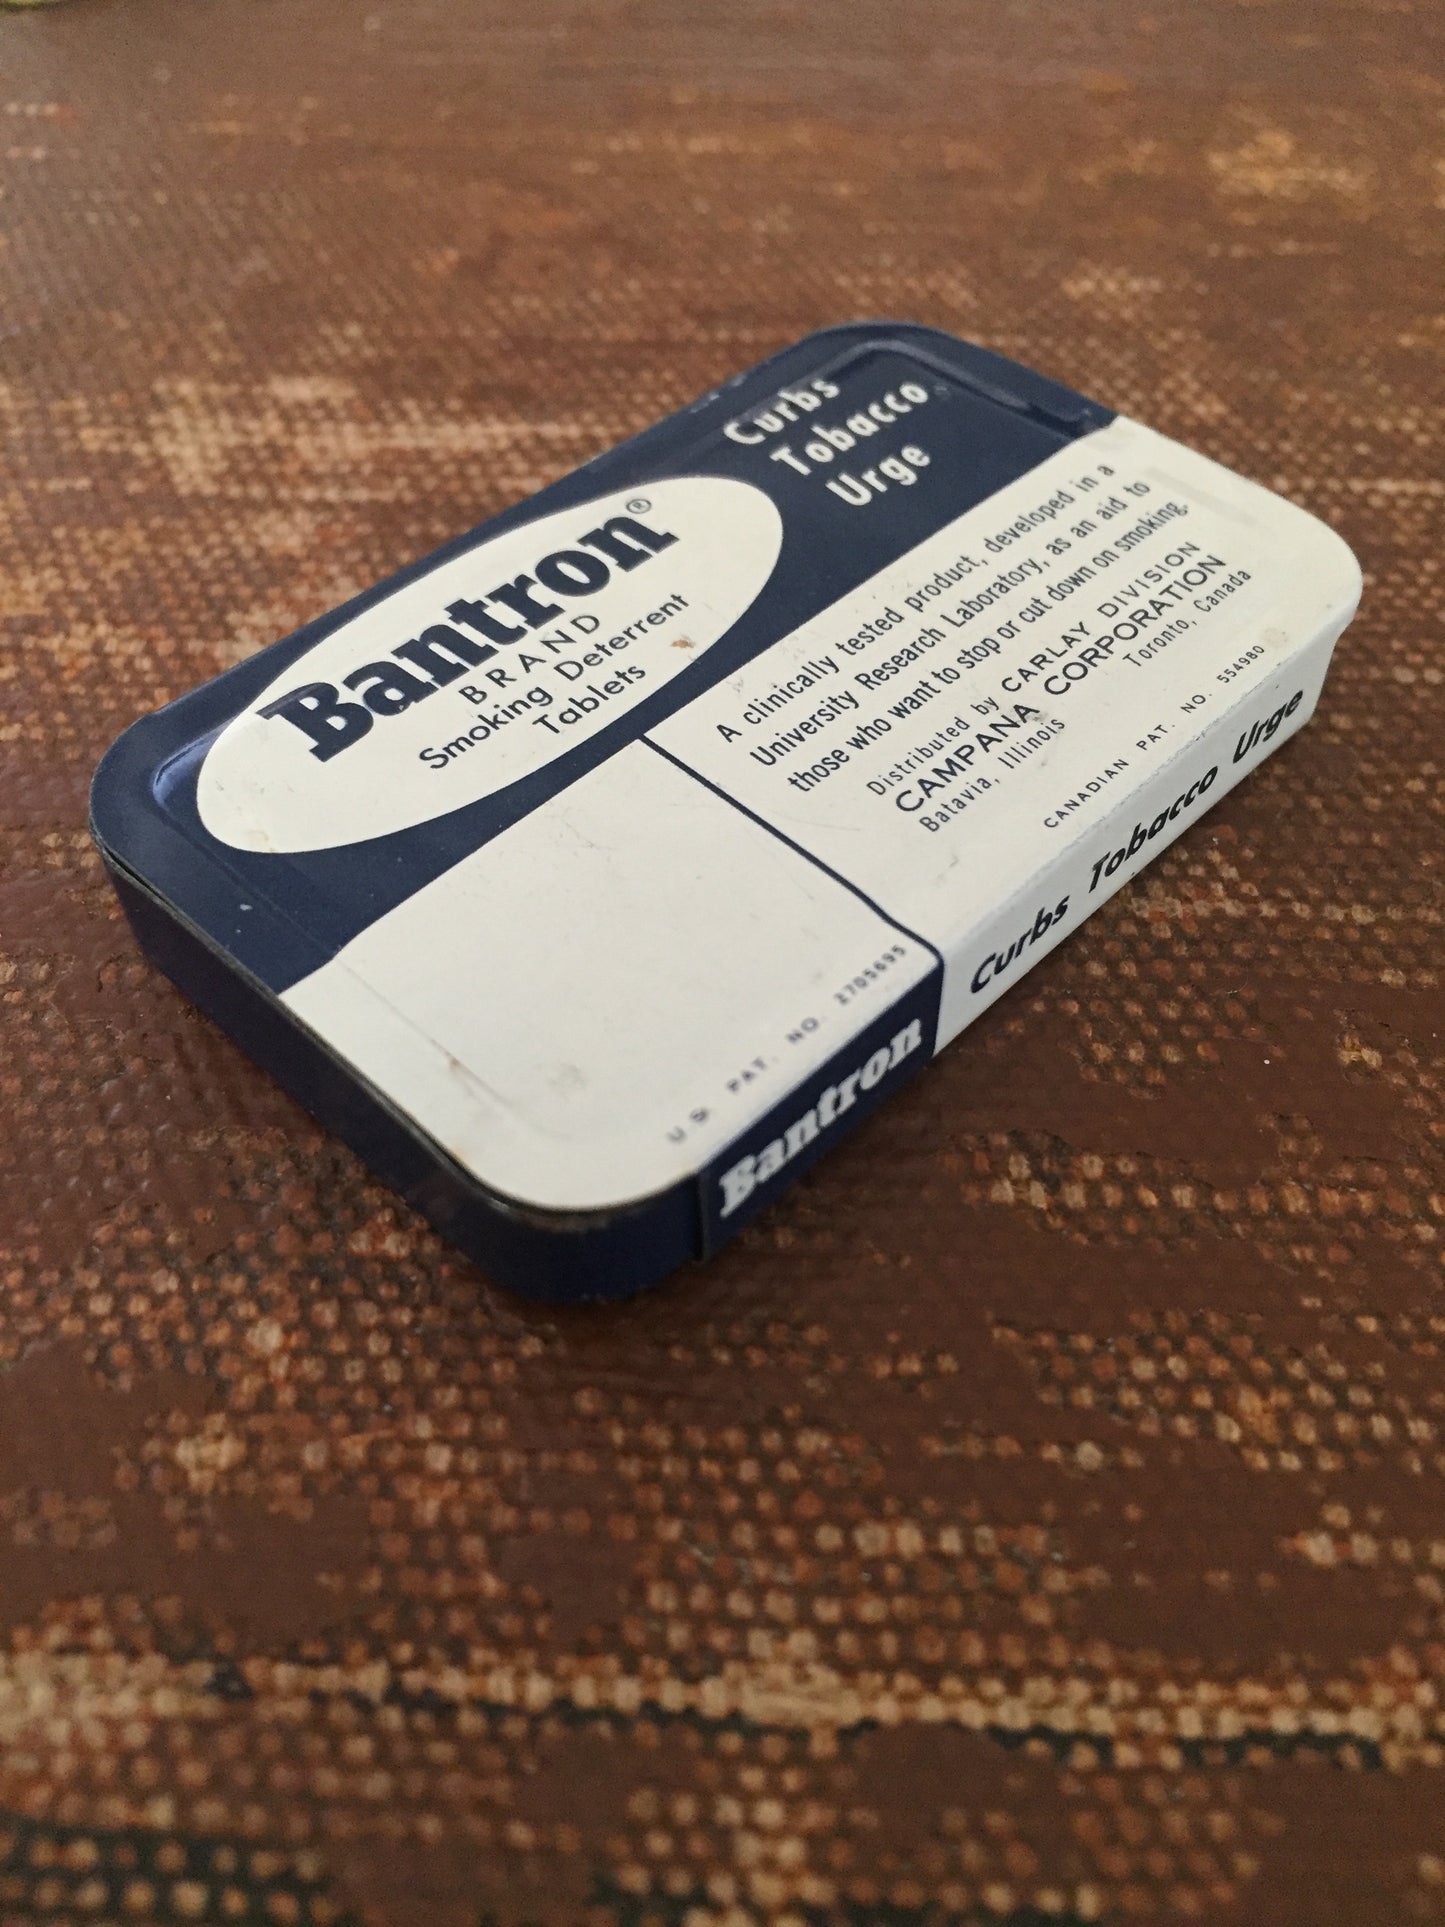 Bantron®
BRAND
Smoking Deterrent
Tablets
Curbs
Tobacco
Urge
A clinically tested product, developed in a
University Research Laboratory, as an aid to
those who want to stop or cut down on smoking.
Distributed by CARLAY DIVISION
CAMPANA CORPORATION
Batavia, Illinois Toronto, Canada
U.S. PAT. NO. 2705695
CANADIAN PAT. NO. 554980
Bantron Curbs Tobacco Urge